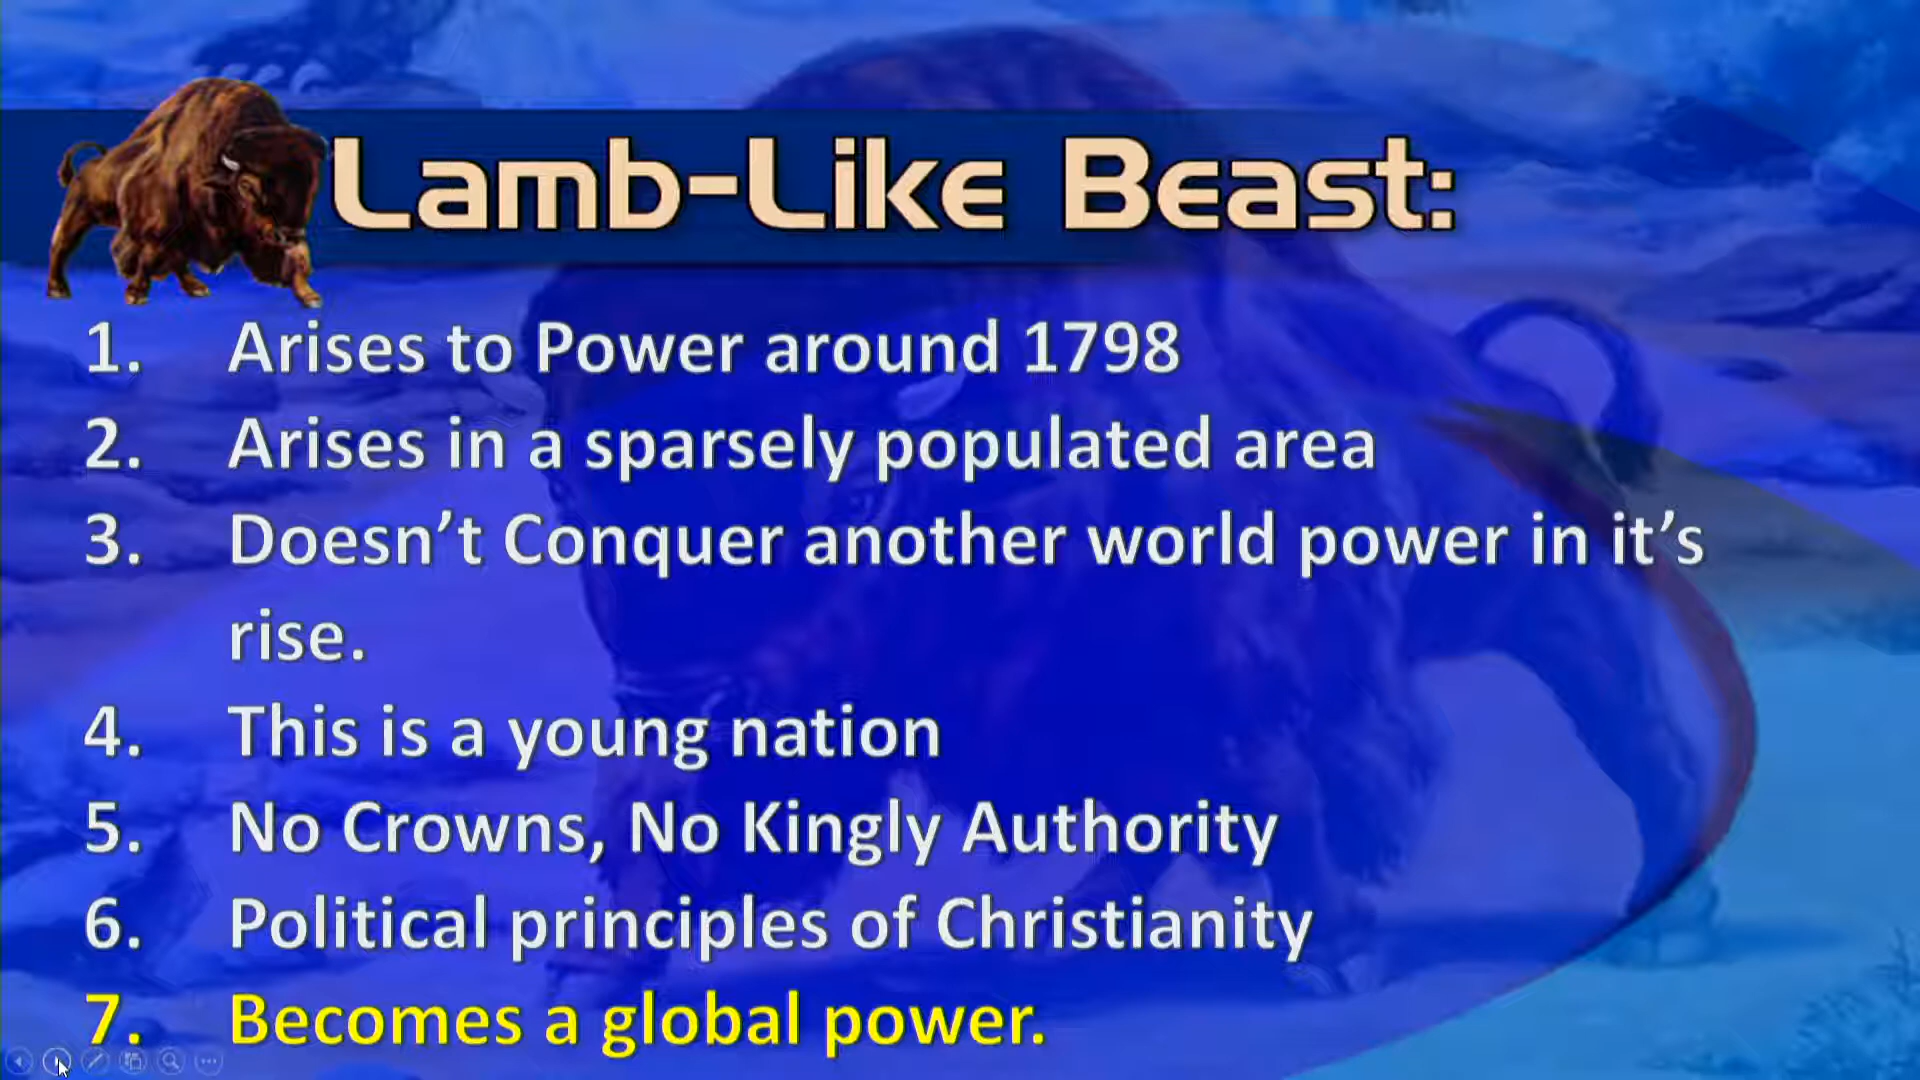 Lamb-Like Beast:
1. Arises to Power around 1798
2. Arises in a sparsely populated area
3. Doesn’t Conquer another world power in it’s
rise.
4. This is a young nation
5. No Crowns, No Kingly Authority
6. Political principles of Christianity
7. Becomes a global power.